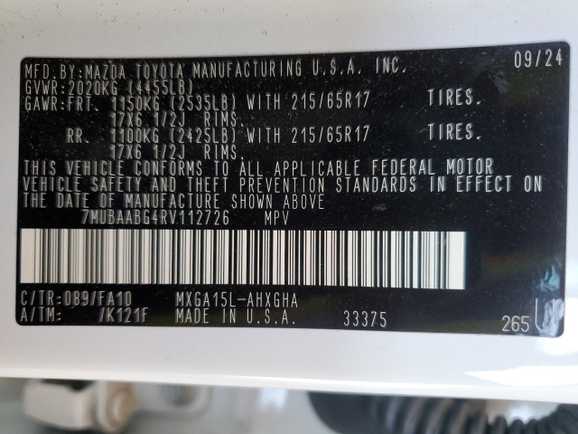 09/24
MFD.BY:MAZDA TOYOTA MANUFACTURING U.S.A. INC.
GVWR:2020KG (4455LB)
GAWR:FRT. 1150KG (2535LB) WITH 215/65R17 TIRES.
17X6 1/2J RIMS.
RR. 1100KG (2425LB) WITH 215/65R17 TIRES.
17X6 1/2J RIMS.
THIS VEHICLE CONFORMS TO ALL APPLICABLE FEDERAL MOTOR
VEHICLE SAFETY AND THEFT PREVENTION STANDARDS IN EFFECT ON
THE DATE OF MANUFACTURE SHOWN ABOVE
7MUBAABG4RV112726 MPV
C/TR:089/FA10 MXGA15L-AHXGHA
A/TM: /K121F MADE IN U.S.A. 33375 265